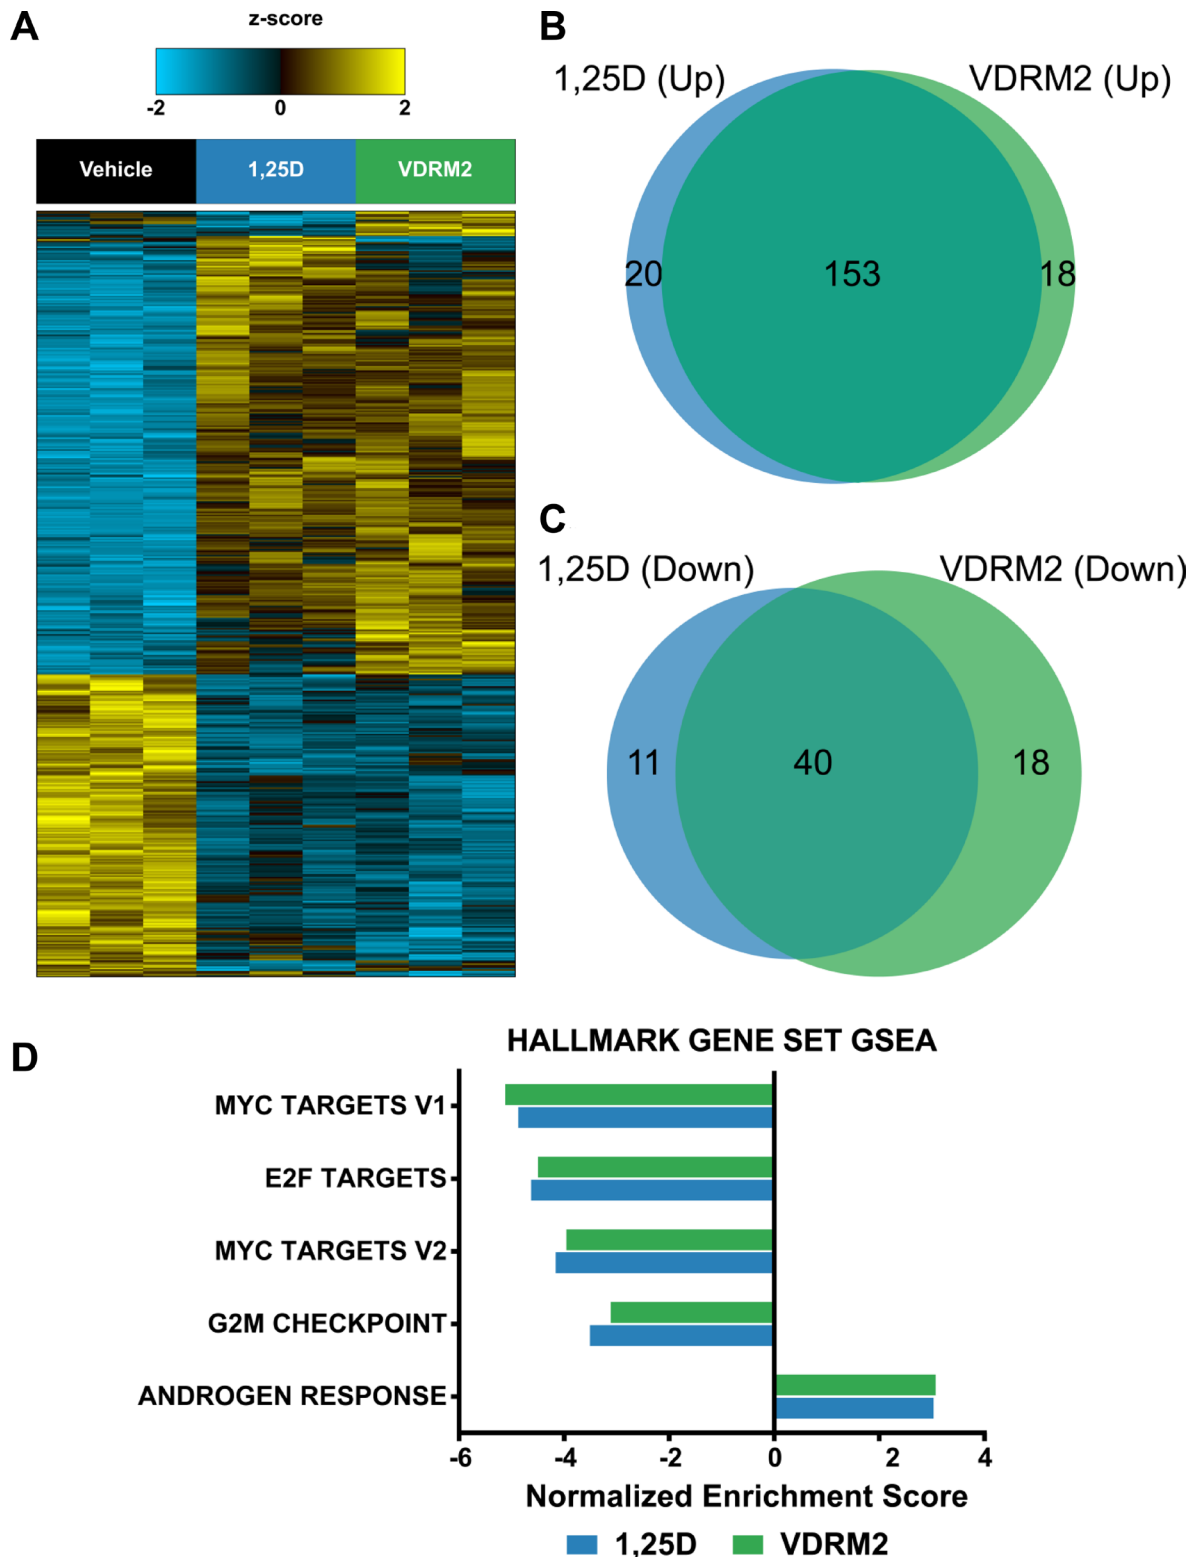 A
z-score
-2 0 2
Vehicle 1,25D VDRM2
B
1,25D (Up) VDRM2 (Up)
20 153 18
C
1,25D (Down) VDRM2 (Down)
11 40 18
D
HALLMARK GENE SET GSEA
MYC TARGETS V1
E2F TARGETS
MYC TARGETS V2
G2M CHECKPOINT
ANDROGEN RESPONSE
-6 -4 -2 0 2 4
Normalized Enrichment Score
1,25D VDRM2